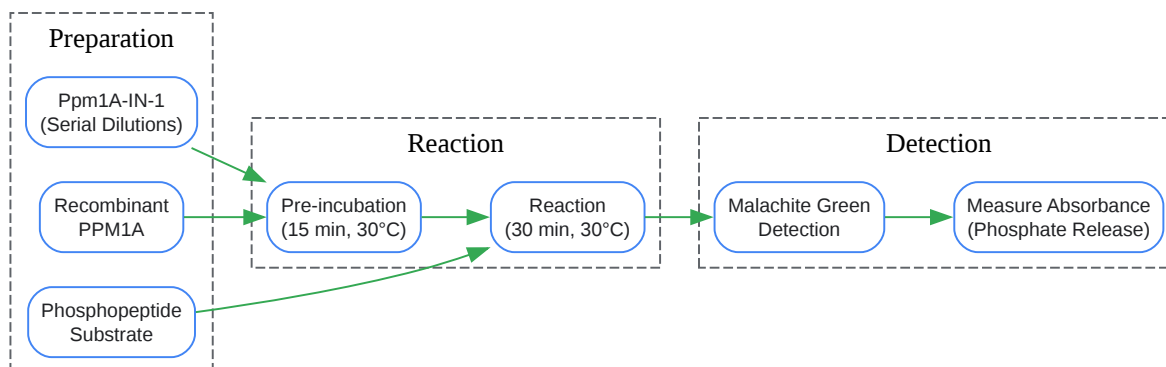 Preparation
Ppm1A-IN-1
(Serial Dilutions)
Recombinant
PPM1A
Phosphopeptide
Substrate
Reaction
Pre-incubation
(15 min, 30°C)
Reaction
(30 min, 30°C)
Detection
Malachite Green
Detection
Measure Absorbance
(Phosphate Release)